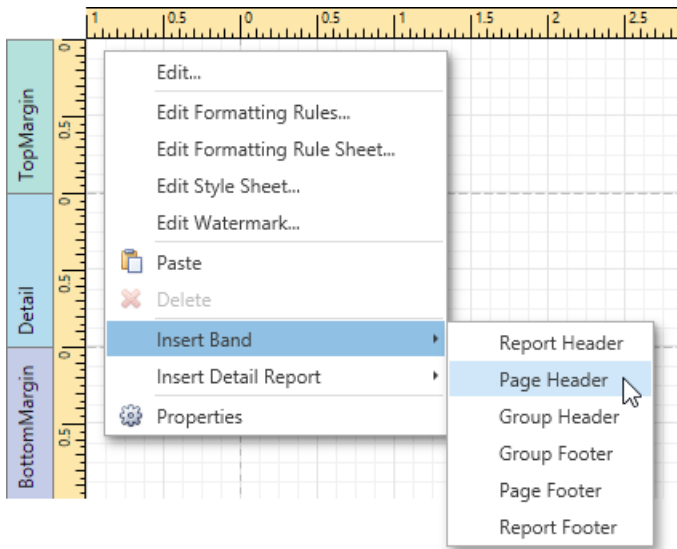 1 0.5 0 0.5 1 1.5 2 2.5
0
TopMargin
0.5
0
Detail
0.5
0
BottomMargin
0.5
Edit...
Edit Formatting Rules...
Edit Formatting Rule Sheet...
Edit Style Sheet...
Edit Watermark...
Paste
Delete
Insert Band
Insert Detail Report
Properties
Report Header
Page Header
Group Header
Group Footer
Page Footer
Report Footer